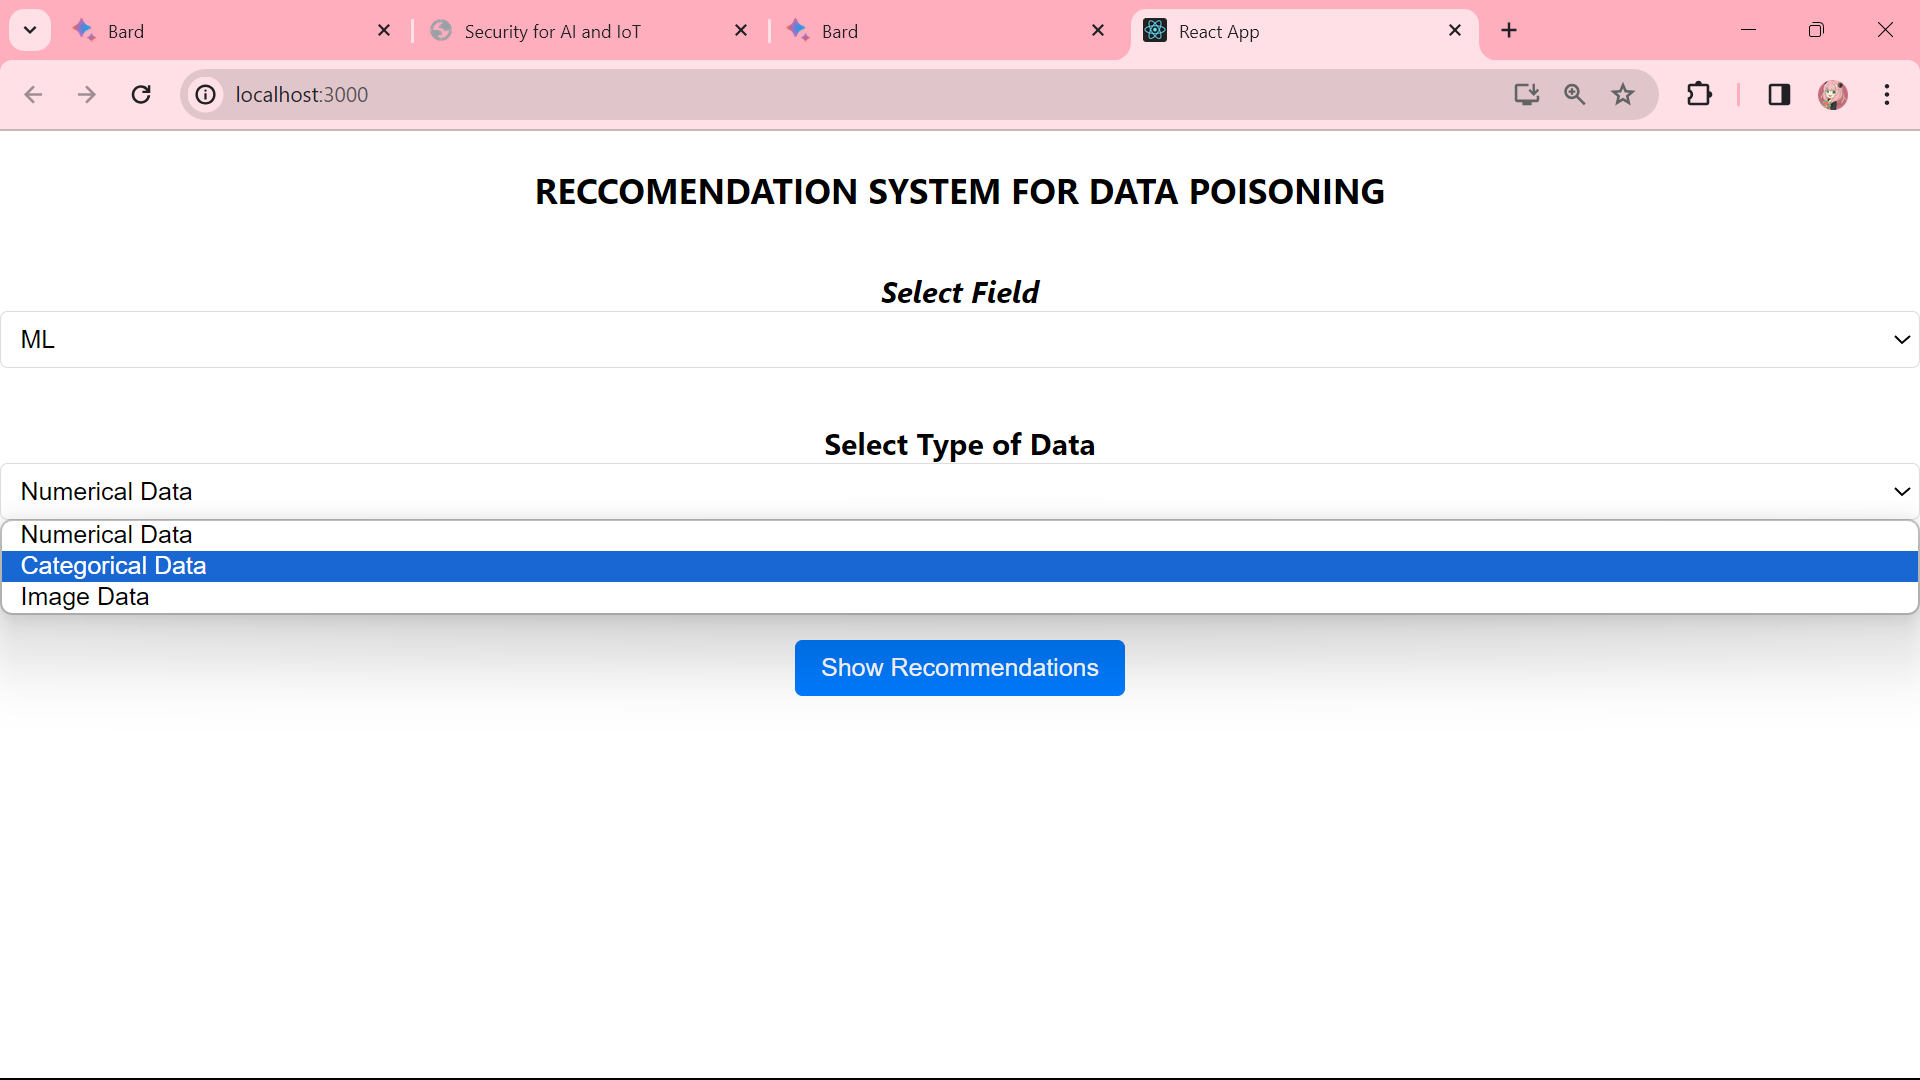 Bard
Security for AI and IoT
Bard
React App
localhost:3000
RECCOMENDATION SYSTEM FOR DATA POISONING
Select Field
ML
Select Type of Data
Numerical Data
Numerical Data
Categorical Data
Image Data
Show Recommendations